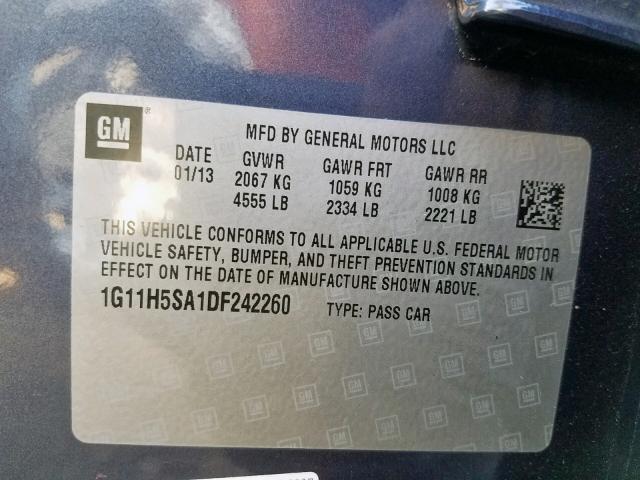 GM ®
MFD BY GENERAL MOTORS LLC
DATE GVWR GAWR FRT GAWR RR
01/13 2067 KG 1059 KG 1008 KG
4555 LB 2334 LB 2221 LB
THIS VEHICLE CONFORMS TO ALL APPLICABLE U.S. FEDERAL MOTOR
VEHICLE SAFETY, BUMPER, AND THEFT PREVENTION STANDARDS IN
EFFECT ON THE DATE OF MANUFACTURE SHOWN ABOVE.
1G11H5SA1DF242260 TYPE: PASS CAR